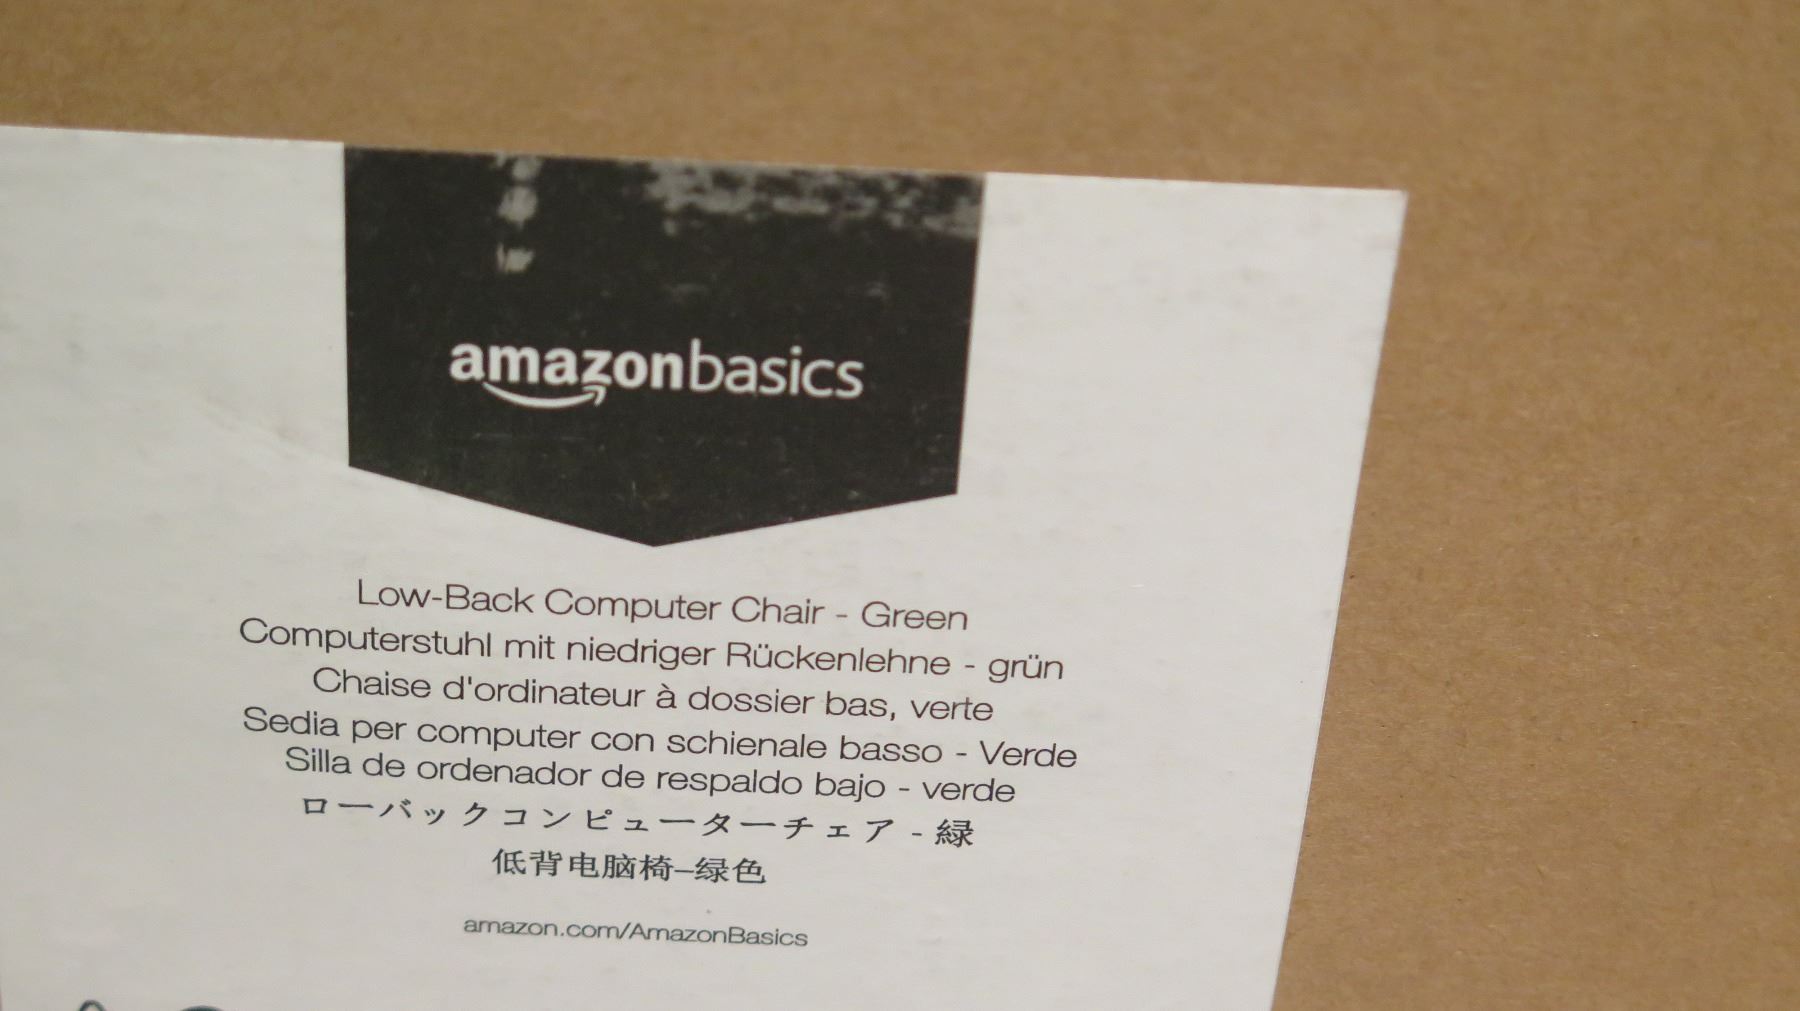 amazonbasics
Low-Back Computer Chair - Green
Computerstuhl mit niedriger Rückenlehne - grün
Chaise d'ordinateur à dossier bas, verte
Sedia per computer con schienale basso - Verde
Silla de ordenador de respaldo bajo - verde
ローバックコンピューターチェア - 緑
低背电脑椅–绿色
amazon.com/AmazonBasics